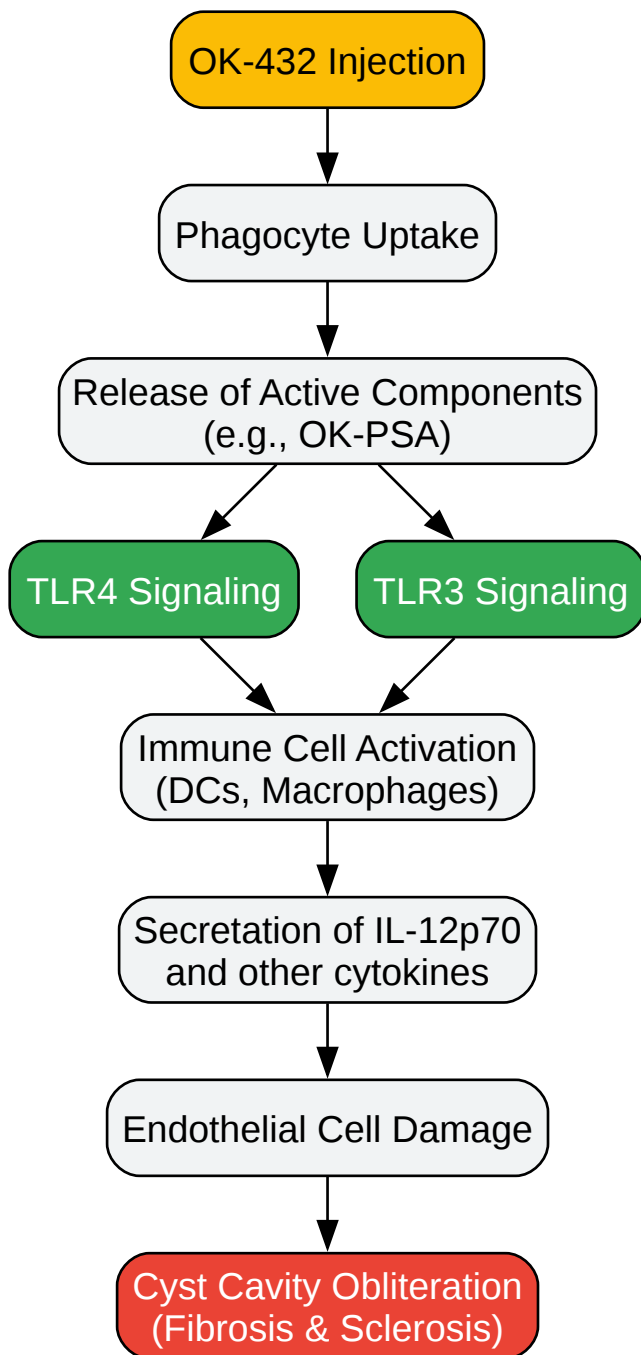 OK-432 Injection
Phagocyte Uptake
Release of Active Components
(e.g., OK-PSA)
TLR4 Signaling
TLR3 Signaling
Immune Cell Activation
(DCs, Macrophages)
Secretation of IL-12p70
and other cytokines
Endothelial Cell Damage
Cyst Cavity Obliteration
(Fibrosis & Sclerosis)